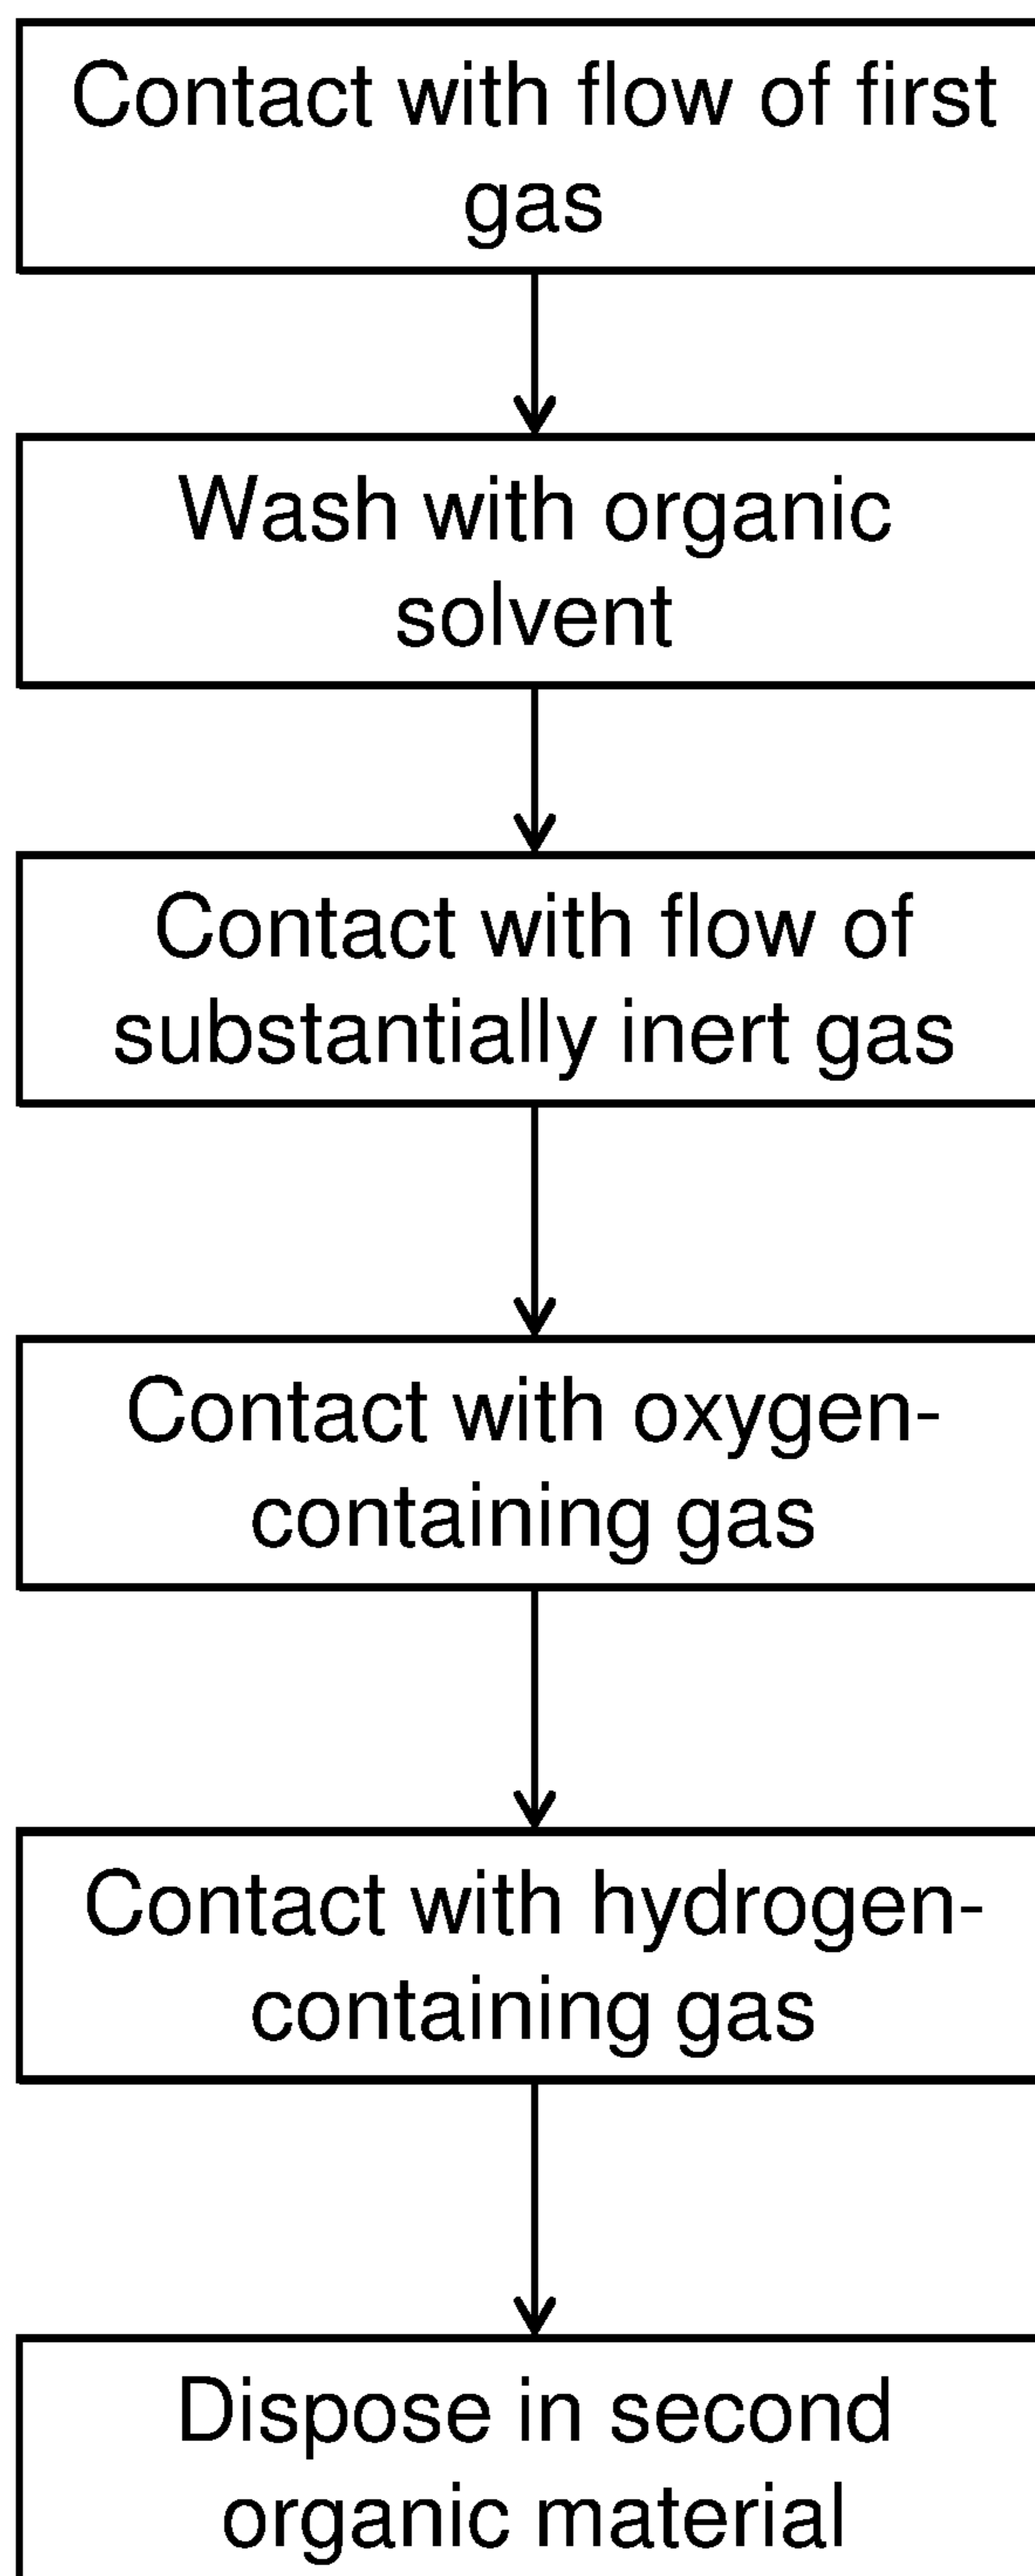 Contact with flow of first
gas
Wash with organic
solvent
Contact with flow of
substantially inert gas
Contact with oxygen-
containing gas
Contact with hydrogen-
containing gas
Dispose in second
organic material